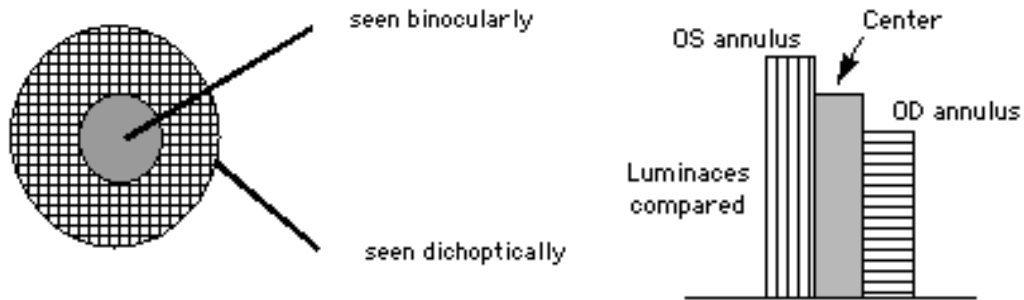 seen binocularly
seen dichoptically
OS annulus
Center
OD annulus
Luminaces
compared